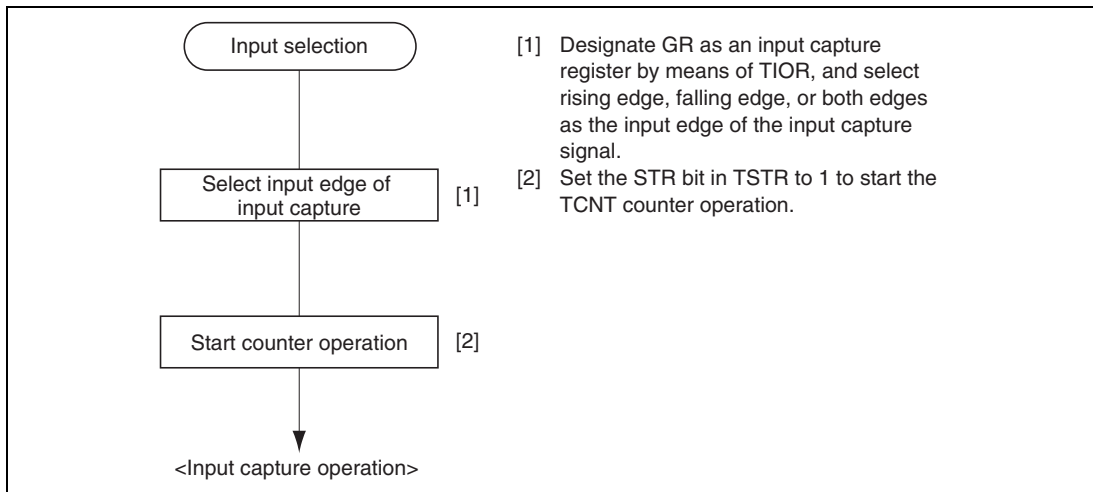 Input selection
Select input edge of
input capture
[1]
Start counter operation
[2]
<Input capture operation>
[1] Designate GR as an input capture
register by means of TIOR, and select
rising edge, falling edge, or both edges
as the input edge of the input capture
signal.
[2] Set the STR bit in TSTR to 1 to start the
TCNT counter operation.